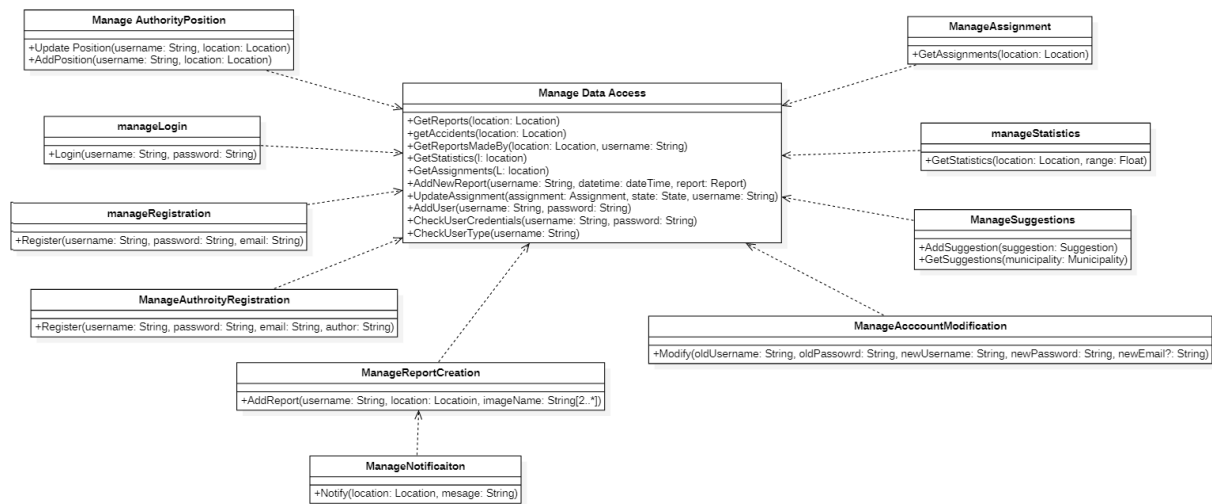 Manage AuthorityPosition
+Update Position(username: String, location: Location)
+AddPosition(username: String, location: Location)
ManageAssignment
+GetAssignments(location: Location)
Manage Data Access
+GetReports(location: Location)
+getAccidents(location: Location)
+GetReportsMadeBy(location: Location, username: String)
+GetStatistics(l: location)
+GetAssignments(L: location)
+AddNewReport(username: String, datetime: dateTime, report: Report)
+UpdateAssignment(assignment: Assignment, state: State, username: String)
+AddUser(username: String, password: String)
+CheckUserCredentials(username: String, password: String)
+CheckUserType(username: String)
manageLogin
+Login(username: String, password: String)
manageStatistics
+GetStatistics(location: Location, range: Float)
manageRegistration
+Register(username: String, password: String, email: String)
ManageSuggestions
+AddSuggestion(suggestion: Suggestion)
+GetSuggestions(municipality: Municipality)
ManageAuthroityRegistration
+Register(username: String, password: String, email: String, author: String)
ManageAcccountModification
+Modify(oldUsername: String, oldPassowrd: String, newUsername: String, newPassword: String, newEmail?: String)
ManageReportCreation
+AddReport(username: String, location: Locatioin, imageName: String[2..*])
ManageNotificaiton
+Notify(location: Location, mesage: String)